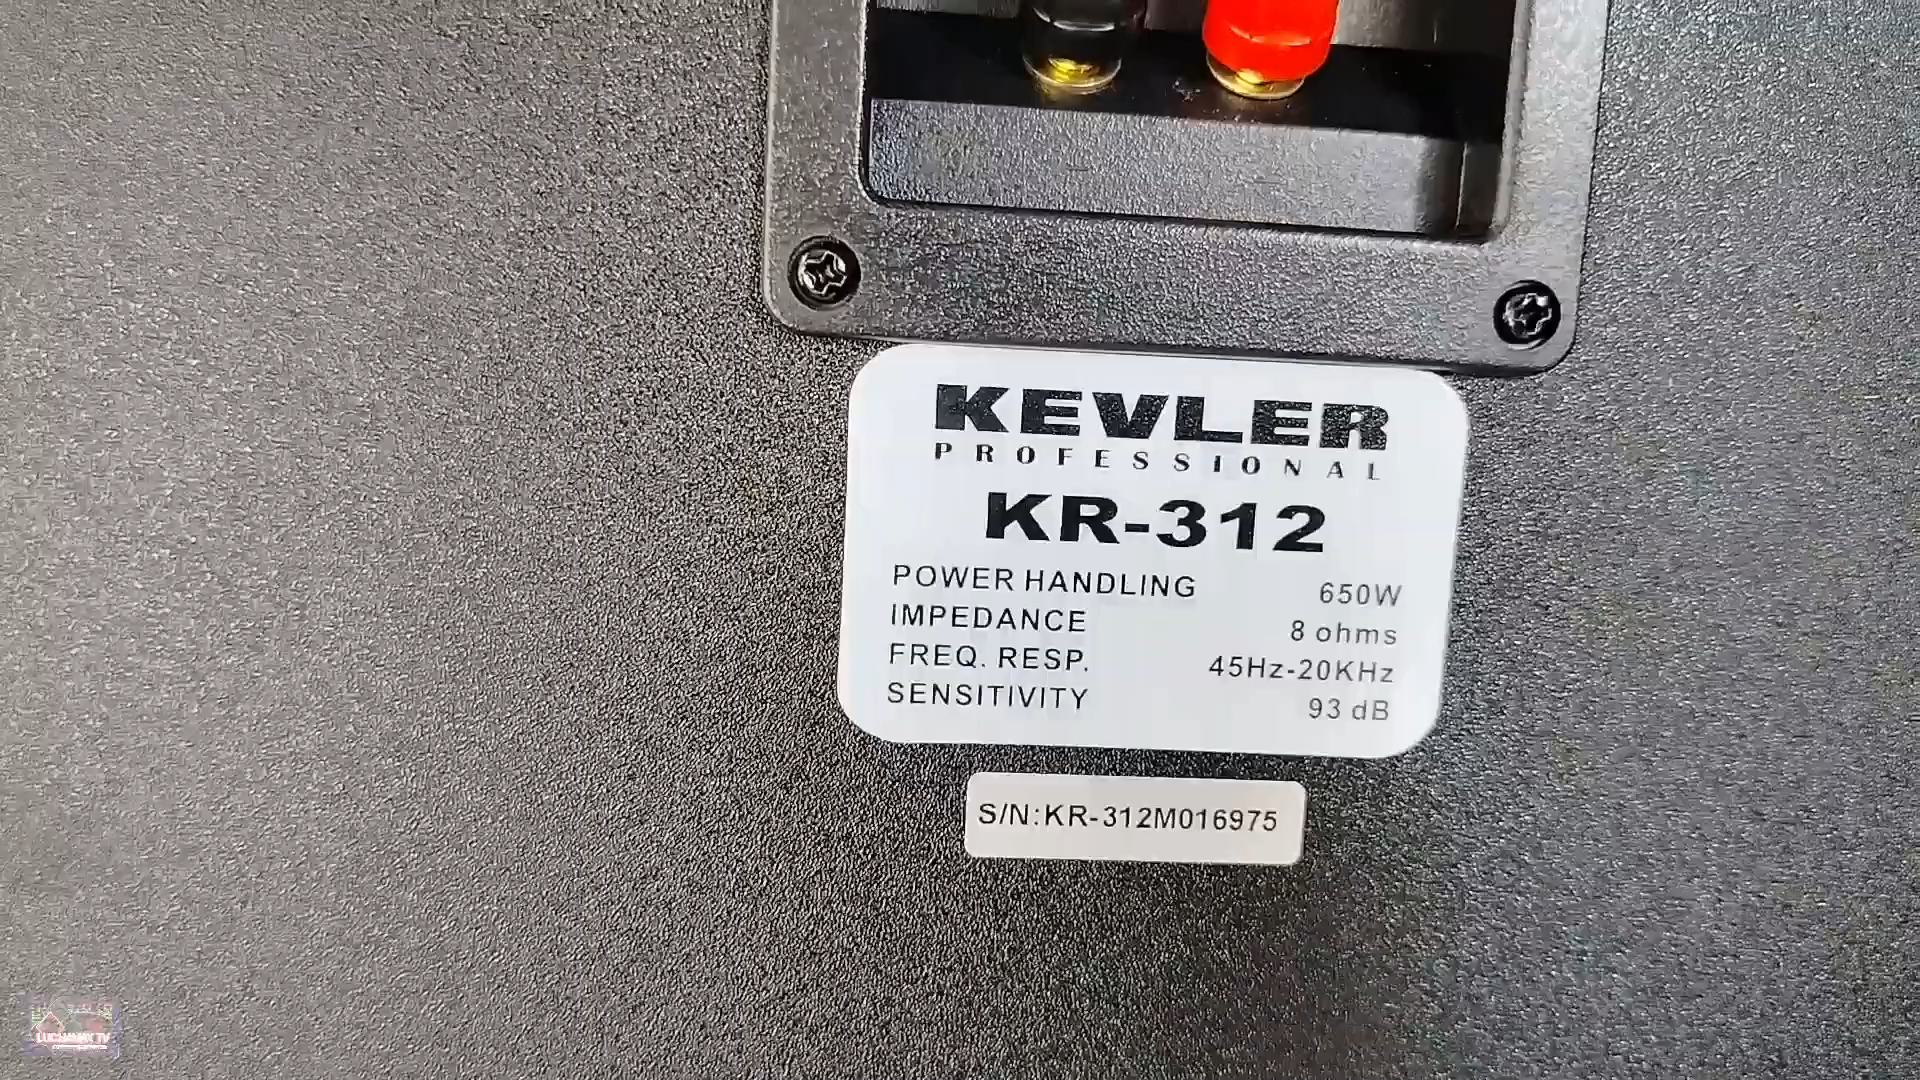 KEVLER
PROFESSIONAL
KR-312
POWER HANDLING 650W
IMPEDANCE 8 ohms
FREQ. RESP. 45Hz-20KHz
SENSITIVITY 93 dB
S/N:KR-312M016975